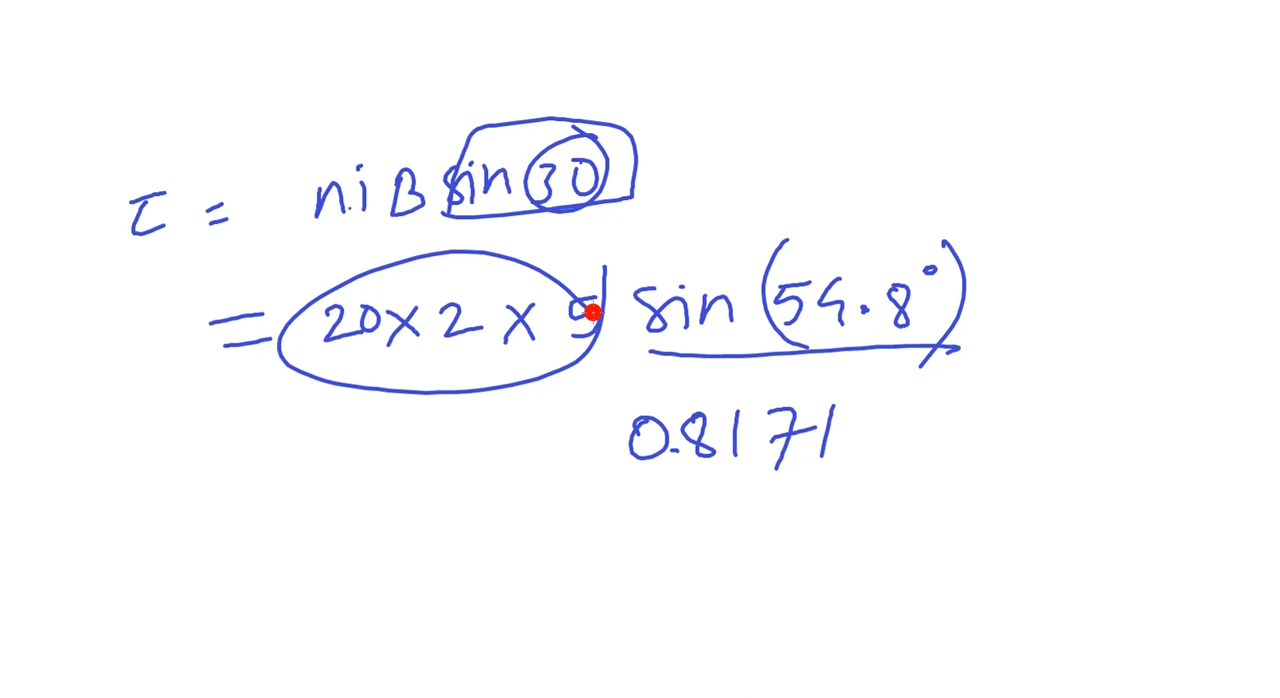 τ = niB sin 30
= 20 x 2 x 5 sin (54.8°)
0.8171